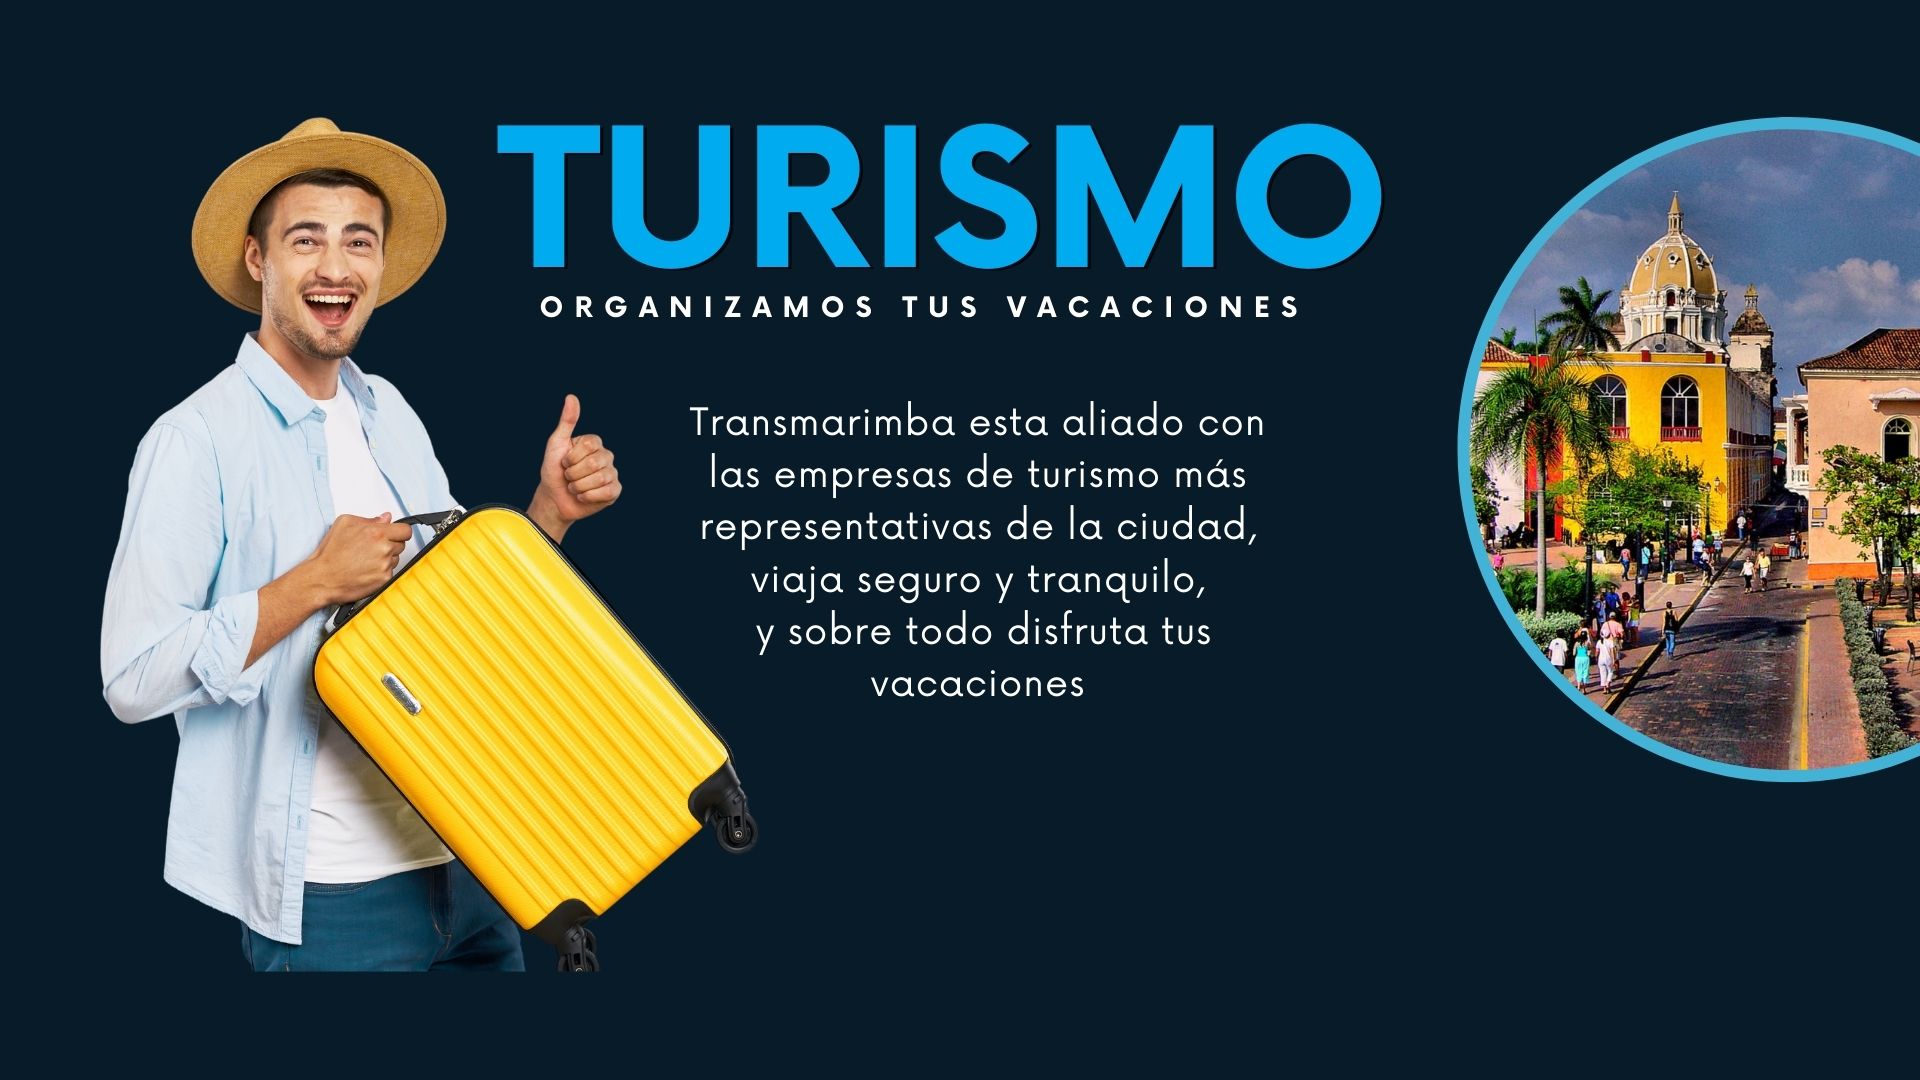 TURISMO
ORGANIZAMOS TUS VACACIONES
Transmarimba esta aliado con
las empresas de turismo más
representativas de la ciudad,
viaja seguro y tranquilo,
y sobre todo disfruta tus
vacaciones